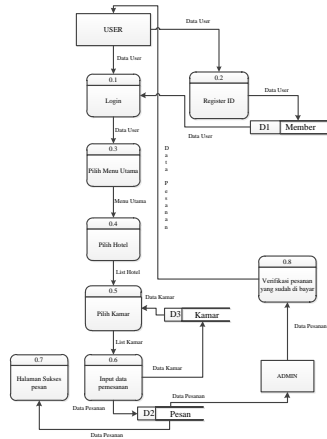 USER
Data User
Data User
0.1
Login
0.2
Register ID
Data User
Data User
D1 Member
Data User
0.3
Pilih Menu Utama
Data Pesanan
Menu Utama
0.4
Pilih Hotel
0.8
Verifikasi pesanan
yang sudah di bayar
List Hotel
0.5
Pilih Kamar
Data Kamar
D3 Kamar
Data Pesanan
List Kamar
0.7
Halaman Sukses
pesan
0.6
Input data
pemesanan
Data Kamar
ADMIN
Data Pesanan
Data Pesanan
Data Pesanan
D2 Pesan
Data Pesanan